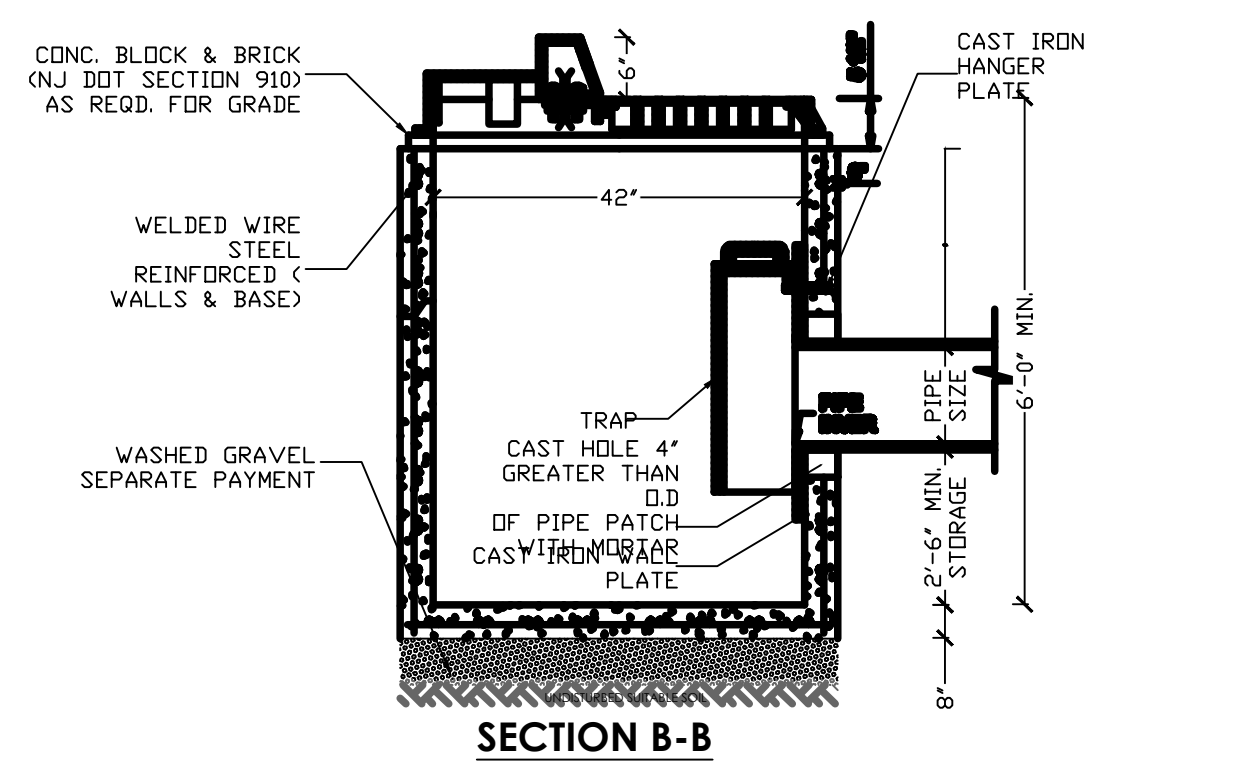 CONC. BLOCK & BRICK
(NJ DOT SECTION 910)
AS REQD. FOR GRADE
6"
CAST IRON
HANGER
PLATE
42"
WELDED WIRE
STEEL
REINFORCED (
WALLS & BASE)
6'-0" MIN.
PIPE
SIZE
TRAP
CAST HOLE 4"
GREATER THAN
O.D
OF PIPE PATCH
WITH MORTAR
CAST IRON WALL
PLATE
WASHED GRAVEL
SEPARATE PAYMENT
2'-6" MIN.
STORAGE
8"
UNDISTURBED SUITABLE SOIL
SECTION B-B